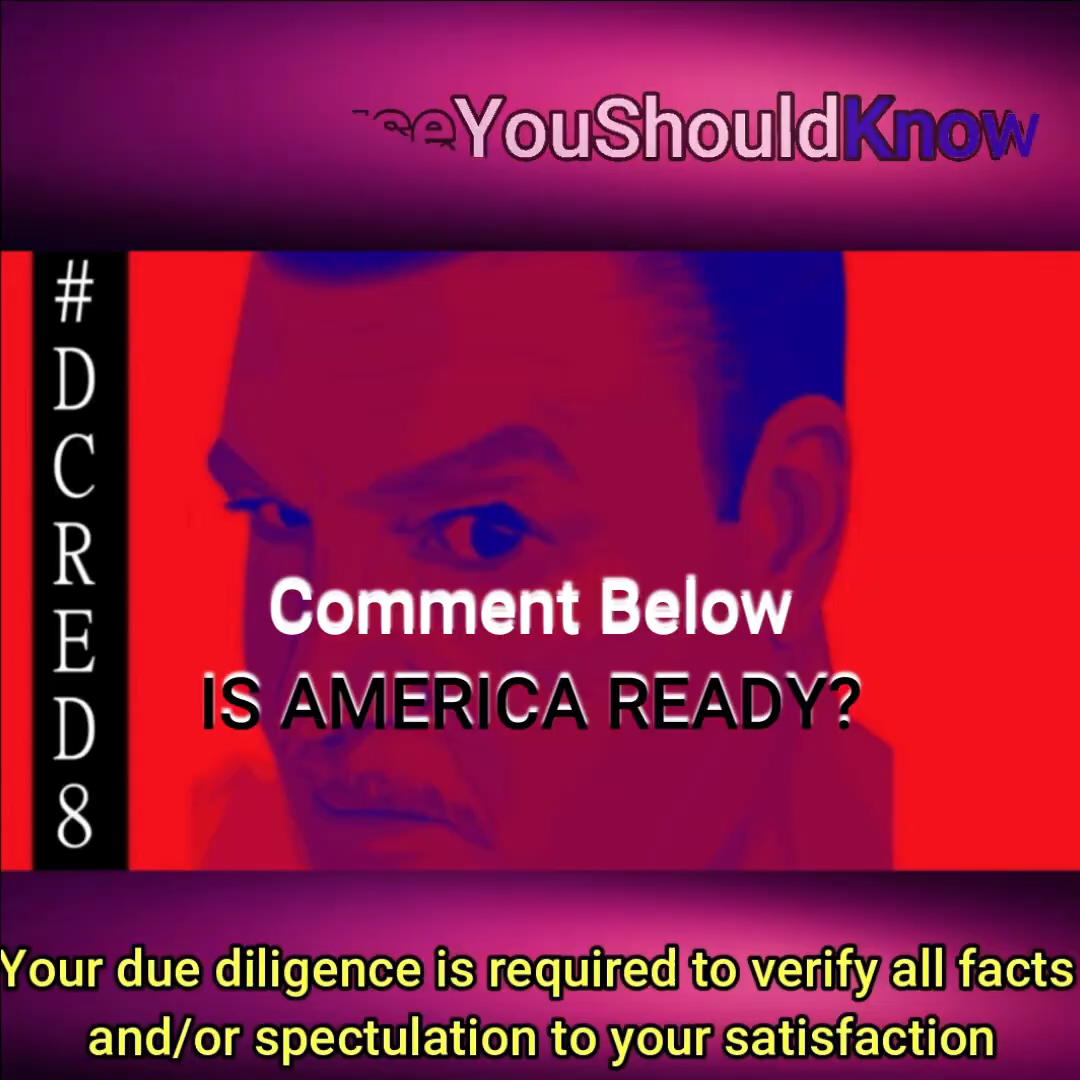 YouShouldKnow
#DCRED8
Comment Below
IS AMERICA READY?
Your due diligence is required to verify all facts
and/or spectulation to your satisfaction